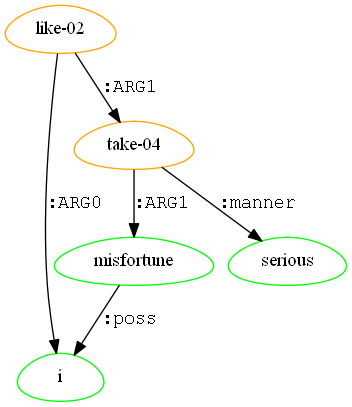 like-02
:ARG1
take-04
:ARG0 :ARG1 :manner
misfortune serious
:poss
i